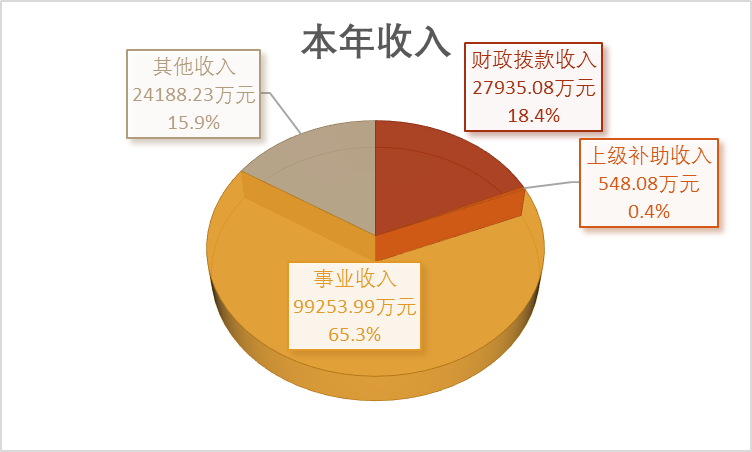 本年收入
其他收入
24188.23万元
15.9%
财政拨款收入
27935.08万元
18.4%
上级补助收入
548.08万元
0.4%
事业收入
99253.99万元
65.3%